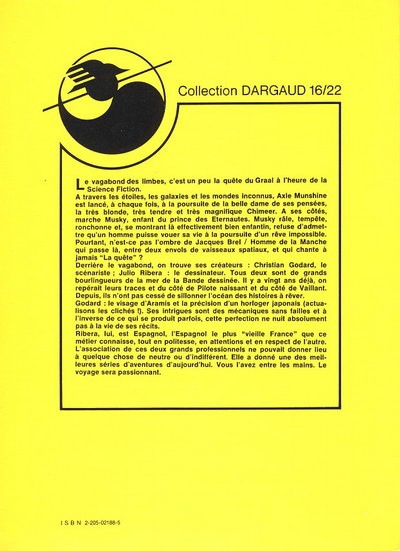 Collection DARGAUD 16/22
Le vagabond des limbes, c'est un peu la quête du Graal à l'heure de la
Science Fiction.
A travers les étoiles, les galaxies et les mondes inconnus, Axle Munshine
est lancé, à chaque fois, à la poursuite de la belle dame de ses pensées,
la très blonde, très tendre et très magnifique Chimeer. A ses côtés,
marche Musky, enfant du prince des Eternautes. Musky râle, tempête,
ronchonne et, se montrant là effectivement bien enfantin, refuse d'admet-
tre qu'un homme puisse vouer sa vie à la poursuite d'un rêve impossible.
Pourtant, n'est-ce pas l'ombre de Jacques Brel / Homme de la Manche
qui passe là, entre deux envols de vaisseaux spatiaux, et qui chante à
jamais "La quête" ?
Derrière le vagabond, on trouve ses créateurs : Christian Godard, le
scénariste ; Julio Ribera : le dessinateur. Tous deux sont de grands
bourlingueurs de la mer de la Bande dessinée. Il y a vingt ans déjà, on
repérait leurs traces et du côté de Pilote naissant et du côté de Vaillant.
Depuis, ils n'ont pas cessé de sillonner l'océan des histoires à rêver.
Godard : le visage d'Aramis et la précision d'un horloger japonais (actua-
lisons les clichés !). Ses intrigues sont des mécaniques sans failles et à
l'inverse de ce qui se produit parfois, cette perfection ne nuit absolument
pas à la vie de ses récits.
Ribera, lui, est Espagnol, l'Espagnol le plus "vieille France" que ce
métier connaisse, tout en politesse, en attentions et en respect de l'autre.
L'association de ces deux grands professionnels ne pouvait donner lieu
à quelque chose de neutre ou d'indifférent. Elle a donné une des meil-
leures séries d'aventures d'aujourd'hui. Vous l'avez entre les mains. Le
voyage sera passionnant.
ISBN 2-205-02188-5